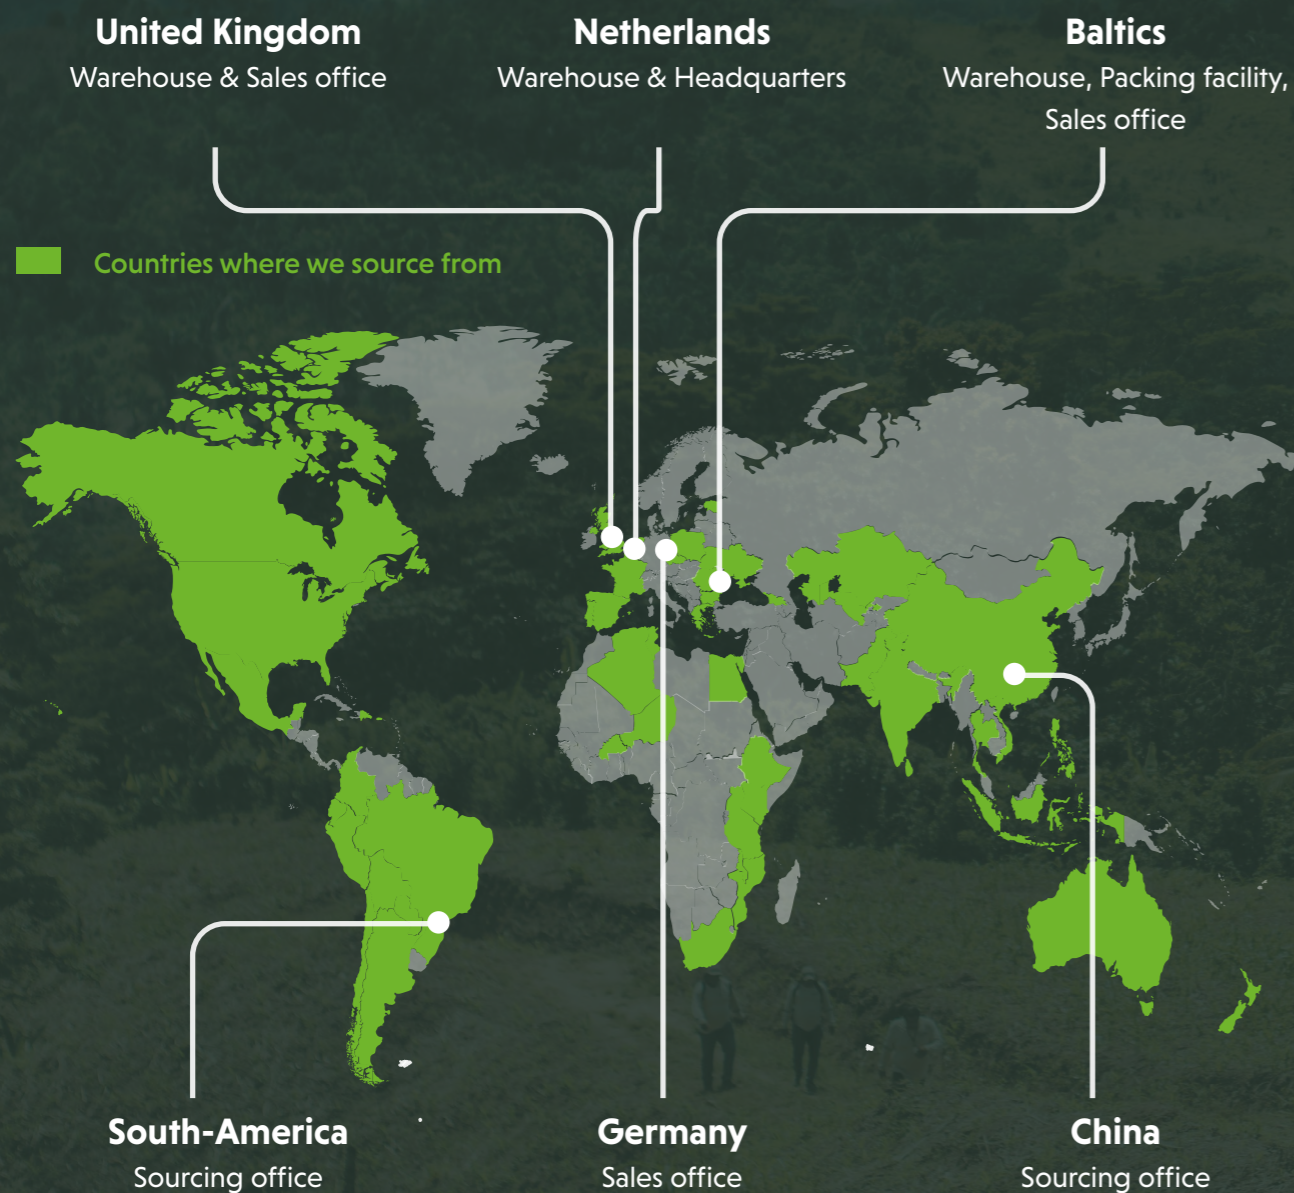 United Kingdom
Warehouse & Sales office
Netherlands
Warehouse & Headquarters
Baltics
Warehouse, Packing facility,
Sales office
Countries where we source from
South-America
Sourcing office
Germany
Sales office
China
Sourcing office